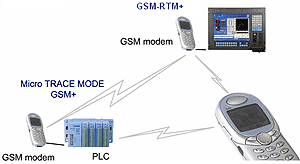 GSM-RTM+
GSM modem
Micro TRACE MODE
GSM+
GSM modem
PLC